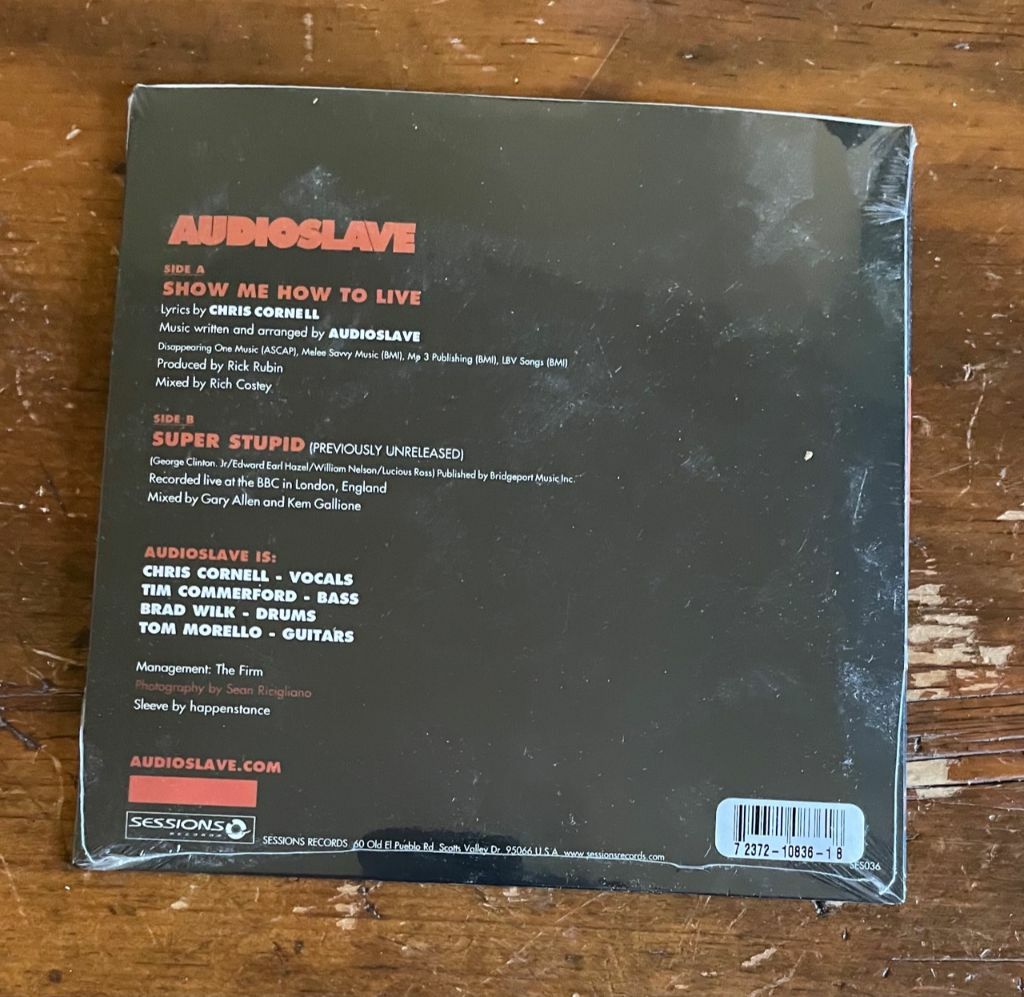 AUDIOSLAVE
SIDE A
SHOW ME HOW TO LIVE
Lyrics by CHRIS CORNELL
Music written and arranged by AUDIOSLAVE
Disappearing One Music (ASCAP), Melee Savvy Music (BMI), Mp 3 Publishing (BMI), LBV Songs (BMI)
Produced by Rick Rubin
Mixed by Rich Costey
SIDE B
SUPER STUPID (PREVIOUSLY UNRELEASED)
(George Clinton. Jr/Edward Earl Hazel/William Nelson/Lucious Ross) Published by Bridgeport Music Inc.
Recorded live at the BBC in London, England
Mixed by Gary Allen and Kem Gallione
AUDIOSLAVE IS:
CHRIS CORNELL - VOCALS
TIM COMMERFORD - BASS
BRAD WILK - DRUMS
TOM MORELLO - GUITARS
Management: The Firm
Photography by Sean Ricigliano
Sleeve by happenstance
AUDIOSLAVE.COM
SESSIONS
RECORDS
SESSIONS RECORDS 60 Old El Pueblo Rd. Scotts Valley Dr. 95066 U.S.A. www.sessionsrecords.com
7 2372-10836-1 8
SES036